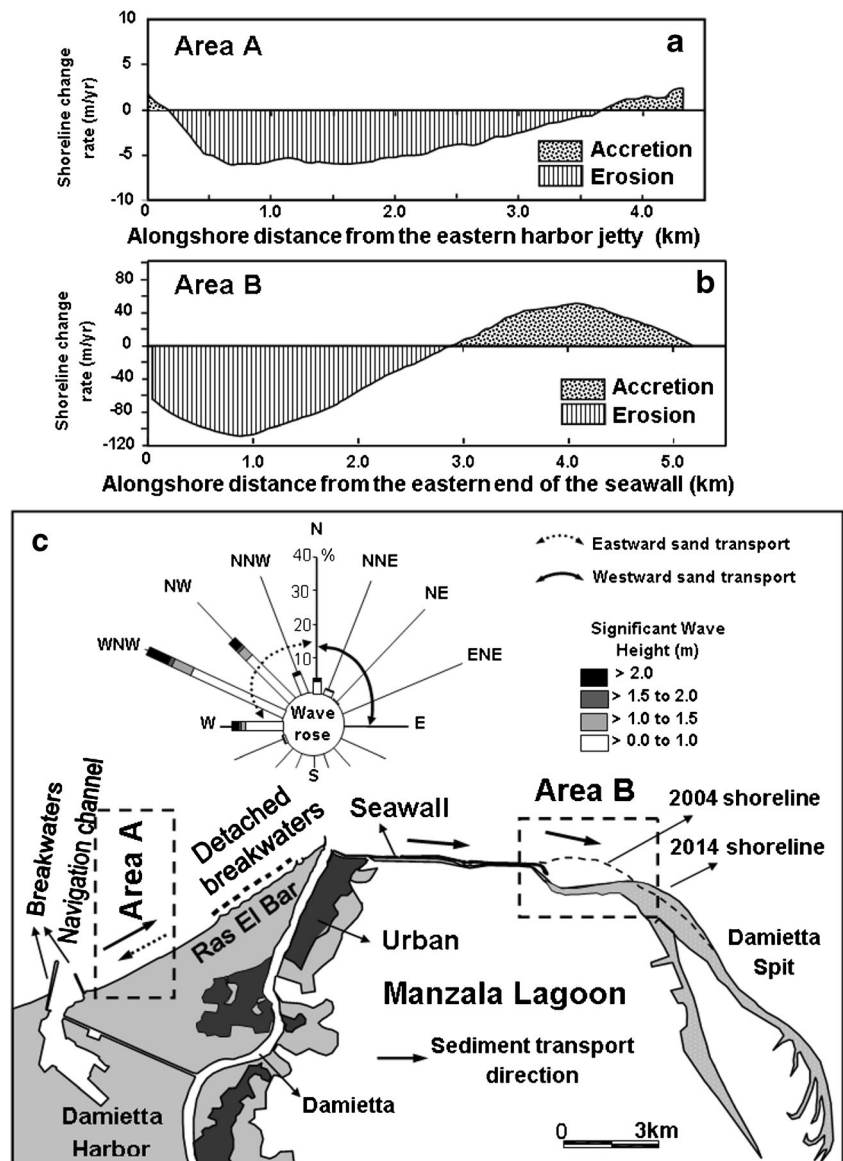 Area A
a
Shoreline change
rate (m/yr)
10
5
0
-5
-10
Accretion
Erosion
0
1.0
2.0
3.0
4.0
Alongshore distance from the eastern harbor jetty (km)
Area B
b
Shoreline change
rate (m/yr)
80
40
0
-40
-80
-120
Accretion
Erosion
0
1.0
2.0
3.0
4.0
5.0
Alongshore distance from the eastern end of the seawall (km)
c
N
40 %
30
20
10
NNW
NNE
NW
NE
WNW
ENE
W
E
S
Wave
rose
Eastward sand transport
Westward sand transport
Significant Wave
Height (m)
> 2.0
> 1.5 to 2.0
> 1.0 to 1.5
> 0.0 to 1.0
Breakwaters
Navigation channel
Area A
Detached
breakwaters
Ras El Bar
Seawall
Area B
2004 shoreline
2014 shoreline
Urban
Damietta
Spit
Manzala Lagoon
Sediment transport
direction
Damietta
Damietta
Harbor
0
3km